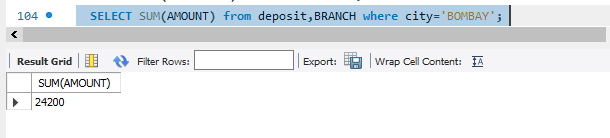 104 SELECT SUM(AMOUNT) from deposit,BRANCH where city='BOMBAY';
Result Grid Filter Rows: Export: Wrap Cell Content: IA
SUM(AMOUNT)
24200